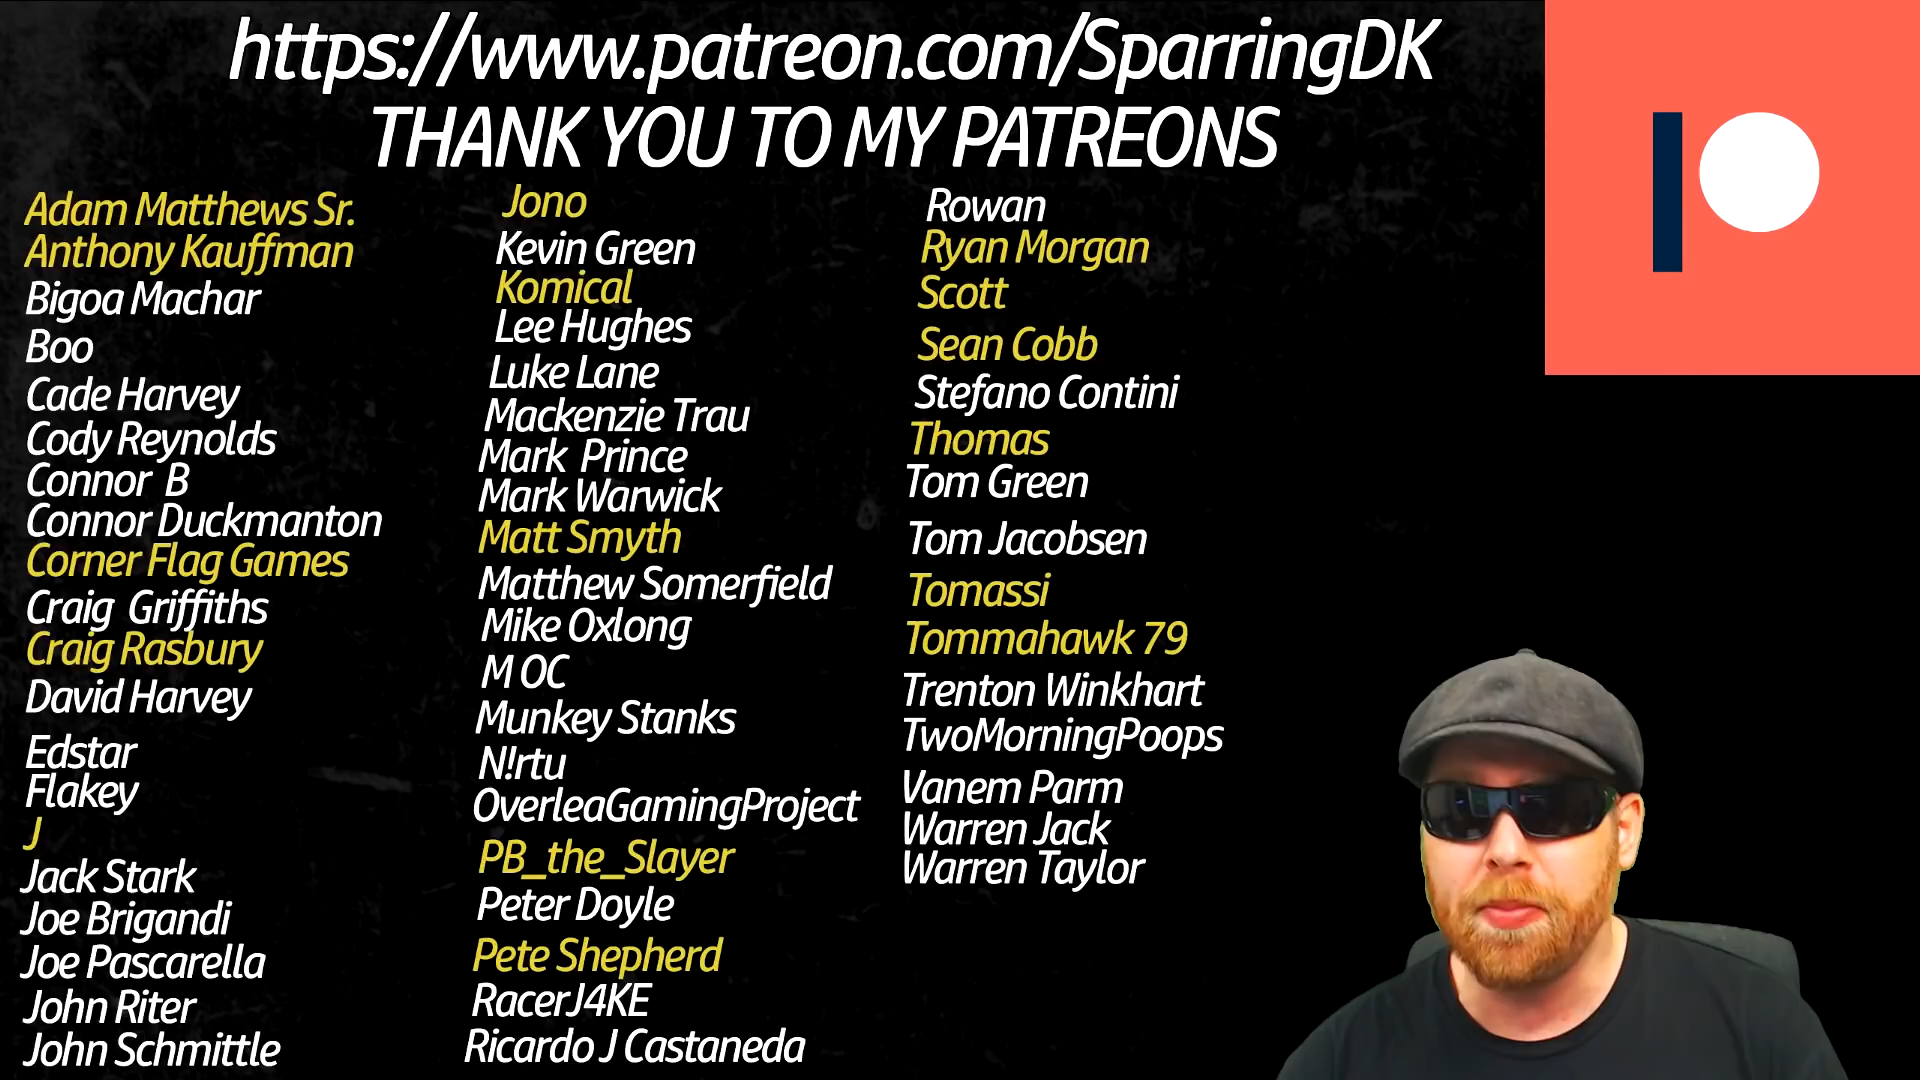 https://www.patreon.com/SparringDK
THANK YOU TO MY PATREONS
Adam Matthews Sr.
Anthony Kauffman
Bigoa Machar
Boo
Cade Harvey
Cody Reynolds
Connor B
Connor Duckmanton
Corner Flag Games
Craig Griffiths
Craig Rasbury
David Harvey
Edstar
Flakey
J
Jack Stark
Joe Brigandi
Joe Pascarella
John Riter
John Schmittle
Jono
Kevin Green
Komical
Lee Hughes
Luke Lane
Mackenzie Trau
Mark Prince
Mark Warwick
Matt Smyth
Matthew Somerfield
Mike Oxlong
M OC
Munkey Stanks
N!rtu
OverleaGamingProject
PB_the_Slayer
Peter Doyle
Pete Shepherd
RacerJ4KE
Ricardo J Castaneda
Rowan
Ryan Morgan
Scott
Sean Cobb
Stefano Contini
Thomas
Tom Green
Tom Jacobsen
Tomassi
Tommahawk 79
Trenton Winkhart
TwoMorningPoops
Vanem Parm
Warren Jack
Warren Taylor